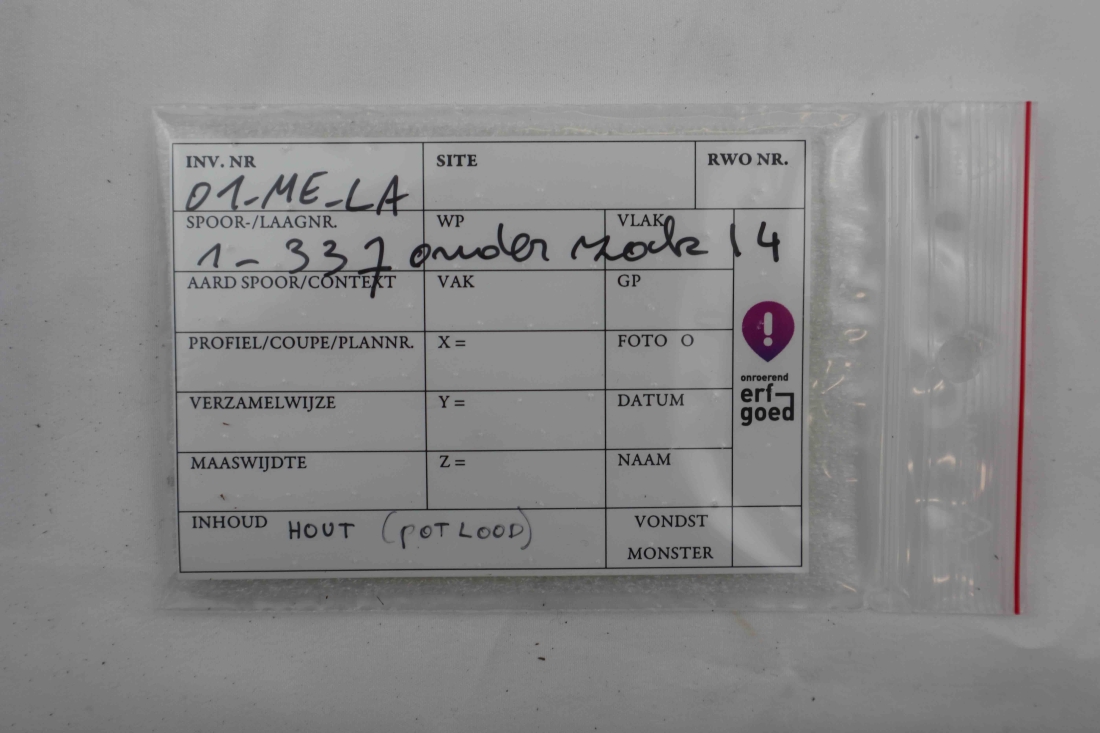 INV. NR SITE RWO NR.
01-ME-LA
SPOOR-/LAAGNR. WP VLAK
1-337 onder 14
AARD SPOOR/CONTEXT VAK GP
PROFIEL/COUPE/PLANNR. X = FOTO O
VERZAMELWIJZE Y = DATUM
MAASWIJDTE Z = NAAM
INHOUD HOUT (POTLOOD) VONDST
MONSTER
onroerend
erf
goed